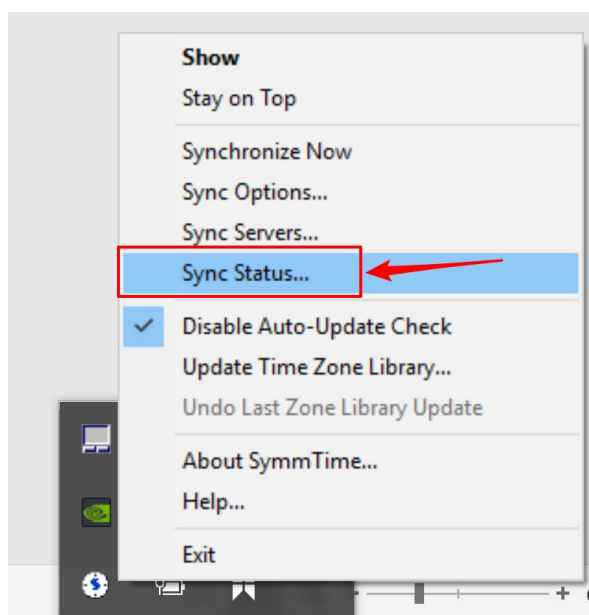 Show
Stay on Top
Synchronize Now
Sync Options...
Sync Servers...
Sync Status...
Disable Auto-Update Check
Update Time Zone Library...
Undo Last Zone Library Update
About SymmTime...
Help...
Exit